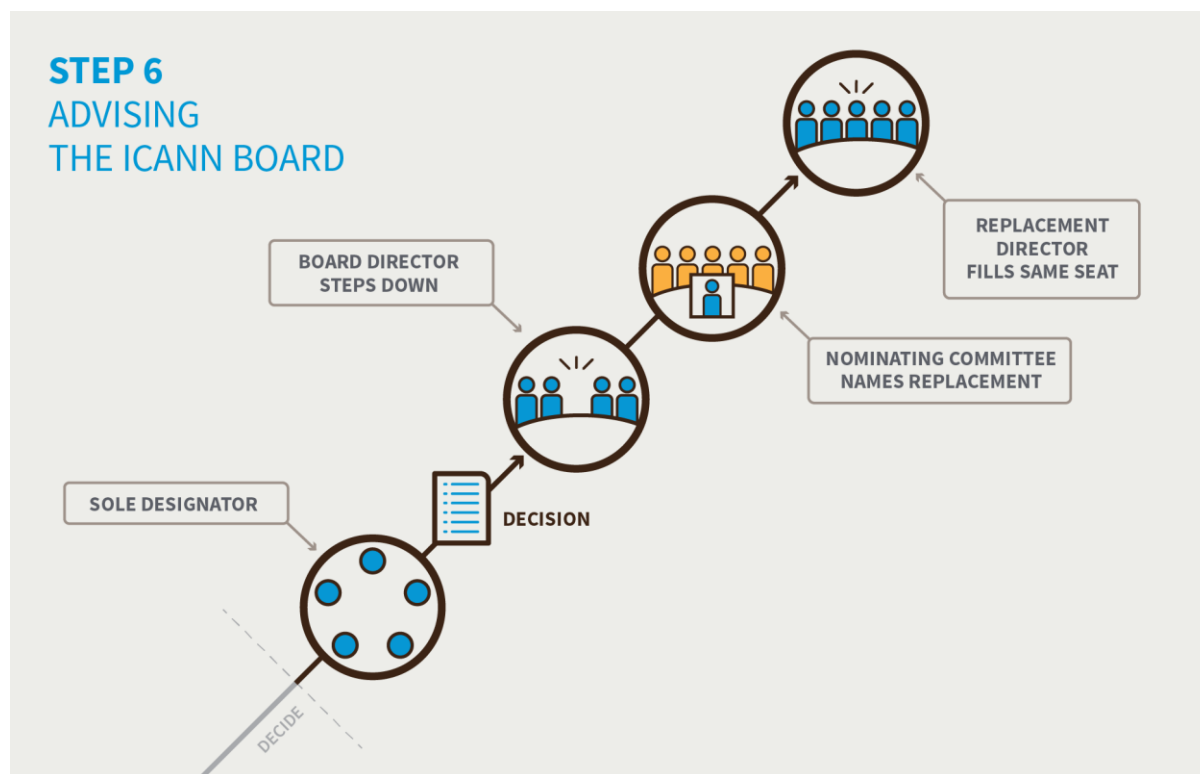 STEP 6
ADVISING
THE ICANN BOARD
REPLACEMENT
DIRECTOR
FILLS SAME SEAT
BOARD DIRECTOR
STEPS DOWN
NOMINATING COMMITTEE
NAMES REPLACEMENT
SOLE DESIGNATOR
DECISION
DECIDE